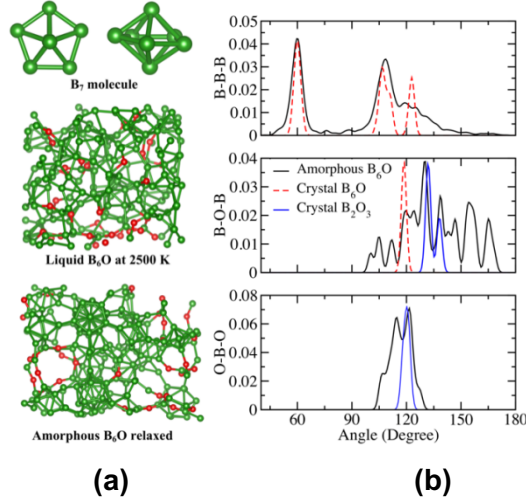 B₇ molecule
Liquid B₆O at 2500 K
Amorphous B₆O relaxed
(a)
B-B-B
0.05
0.04
0.03
0.02
0.01
0
B-O-B
0.04
0.03
0.02
0.01
0
Amorphous B₆O
Crystal B₆O
Crystal B₂O₃
O-B-O
0.08
0.06
0.04
0.02
0
60
90
120
150
180
Angle (Degree)
(b)